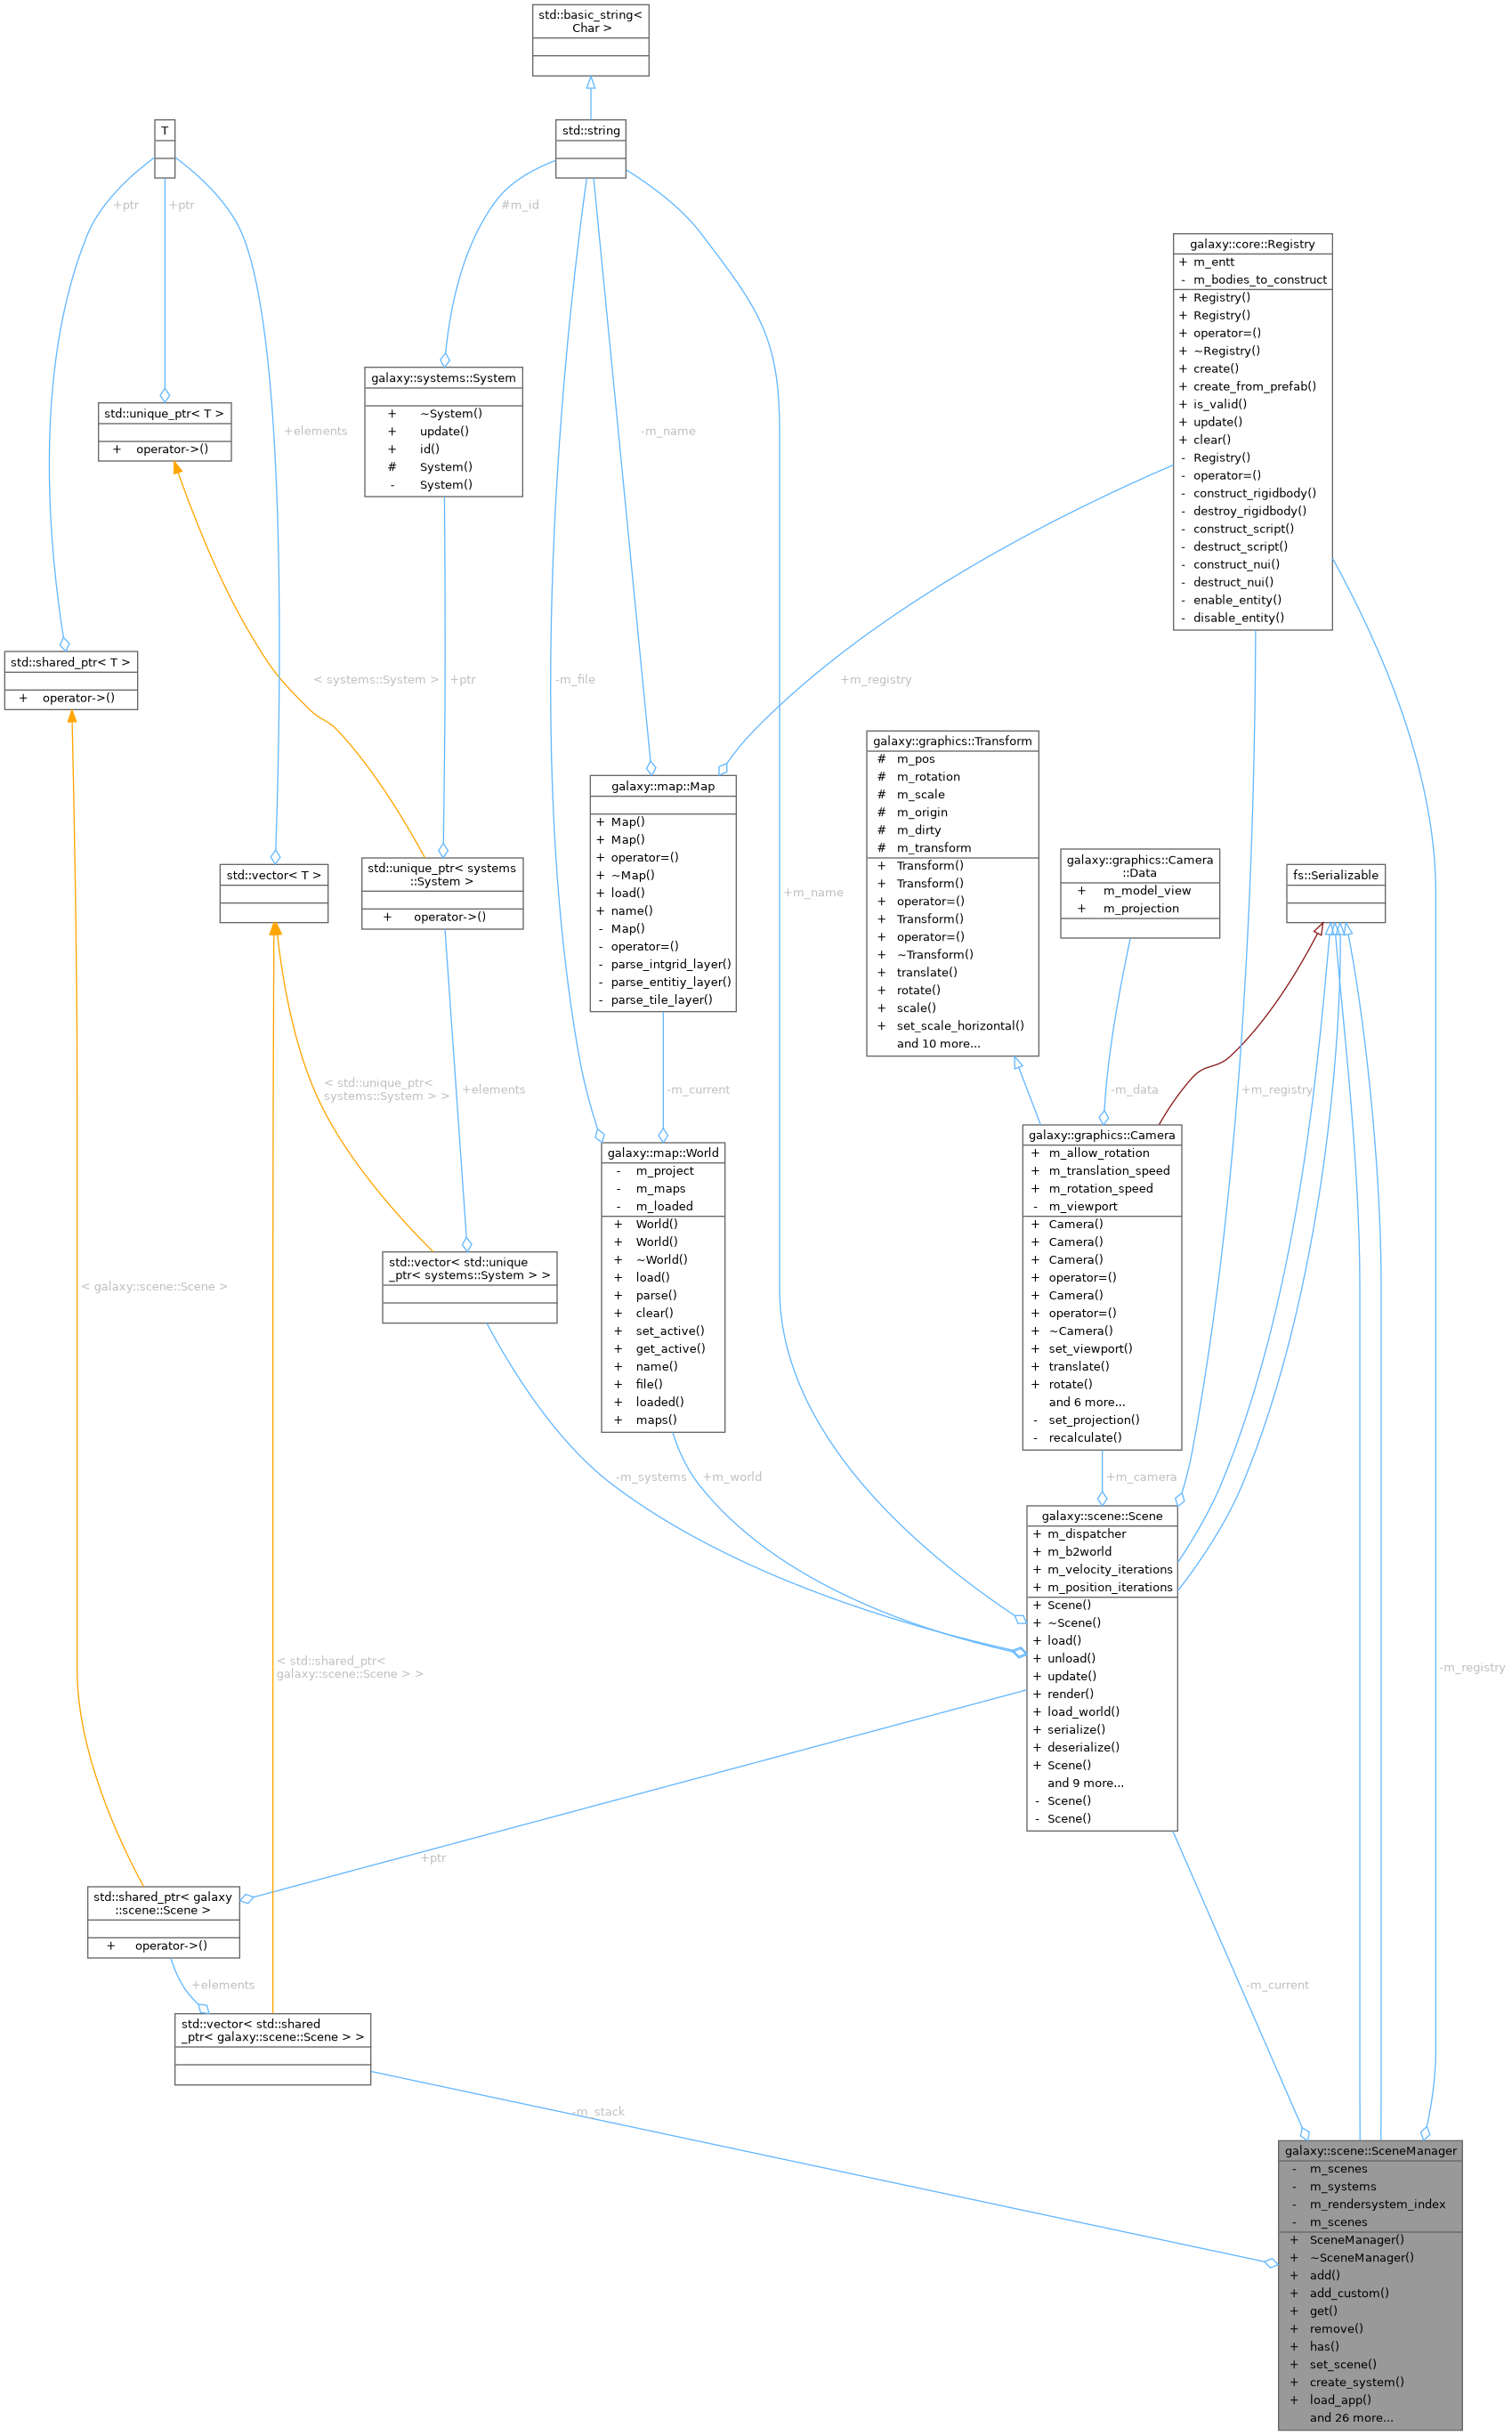 std::basic_string<
Char >
T
std::string
+ptr
+ptr
#m_id
galaxy::core::Registry
+ m_entt
- m_bodies_to_construct
+ Registry()
+ Registry()
+ operator=()
+ ~Registry()
+ create()
+ create_from_prefab()
+ is_valid()
+ update()
+ clear()
- Registry()
- operator=()
- construct_rigidbody()
- destroy_rigidbody()
- construct_script()
- destruct_script()
- construct_nui()
- destruct_nui()
- enable_entity()
- disable_entity()
galaxy::systems::System
+ ~System()
+ update()
+ id()
# System()
- System()
std::unique_ptr< T >
+ operator->()
+elements
-m_name
std::shared_ptr< T >
+ operator->()
< systems::System >
+ptr
-m_file
+m_registry
galaxy::map::Map
+ Map()
+ Map()
+ operator=()
+ ~Map()
+ load()
+ name()
- Map()
- operator=()
- parse_intgrid_layer()
- parse_entitiy_layer()
- parse_tile_layer()
galaxy::graphics::Transform
# m_pos
# m_rotation
# m_scale
# m_origin
# m_dirty
# m_transform
+ Transform()
+ Transform()
+ operator=()
+ Transform()
+ operator=()
+ ~Transform()
+ translate()
+ rotate()
+ scale()
+ set_scale_horizontal()
and 10 more...
galaxy::graphics::Camera
::Data
+ m_model_view
+ m_projection
fs::Serializable
std::vector< T >
std::unique_ptr< systems
::System >
+ operator->()
+m_name
< std::unique_ptr<
systems::System > >
+elements
-m_current
-m_data
+m_registry
galaxy::map::World
- m_project
- m_maps
- m_loaded
+ World()
+ World()
+ ~World()
+ load()
+ parse()
+ clear()
+ set_active()
+ get_active()
+ name()
+ file()
+ loaded()
+ maps()
galaxy::graphics::Camera
+ m_allow_rotation
+ m_translation_speed
+ m_rotation_speed
- m_viewport
+ Camera()
+ Camera()
+ Camera()
+ operator=()
+ Camera()
+ operator=()
+ ~Camera()
+ set_viewport()
+ translate()
+ rotate()
and 6 more...
- set_projection()
- recalculate()
std::vector< std::unique
_ptr< systems::System > >
< galaxy::scene::Scene >
-m_systems
+m_world
+m_camera
galaxy::scene::Scene
+ m_dispatcher
+ m_b2world
+ m_velocity_iterations
+ m_position_iterations
+ Scene()
+ ~Scene()
+ load()
+ unload()
+ update()
+ render()
+ load_world()
+ serialize()
+ deserialize()
+ Scene()
and 9 more...
- Scene()
- Scene()
< std::shared_ptr<
galaxy::scene::Scene > >
-m_registry
+ptr
std::shared_ptr< galaxy
::scene::Scene >
+ operator->()
+elements
-m_current
std::vector< std::shared
_ptr< galaxy::scene::Scene > >
-m_stack
galaxy::scene::SceneManager
- m_scenes
- m_systems
- m_rendersystem_index
- m_scenes
+ SceneManager()
+ ~SceneManager()
+ add()
+ add_custom()
+ get()
+ remove()
+ has()
+ set_scene()
+ create_system()
+ load_app()
and 26 more...